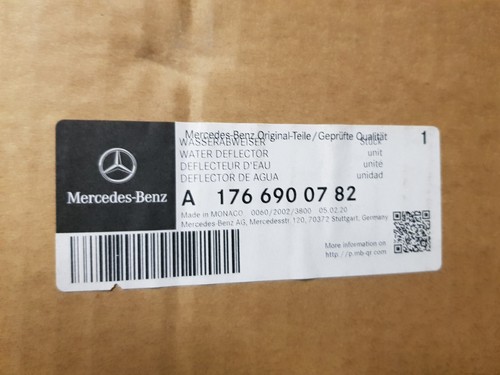 Mercedes-Benz Original-Teile/Geprüfte Qualität 1
WASSERABWEISER Stück
WATER DEFLECTOR unit
DEFLECTEUR D'EAU unite
DEFLECTOR DE AGUA unidad
Mercedes-Benz
A 176 690 07 82
Made in MONACO 0060/2002/3800 05.02.20
Mercedes-Benz AG, Mercedesstr. 120, 70372 Stuttgart, Germany
More information on
http://p.mb-qr.com